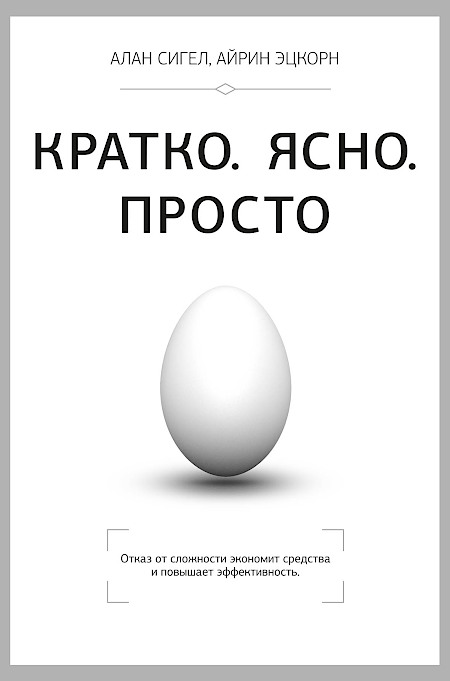 АЛАН СИГЕЛ, АЙРИН ЭЦКОРН
КРАТКО. ЯСНО.
ПРОСТО
Отказ от сложности экономит средства
и повышает эффективность.